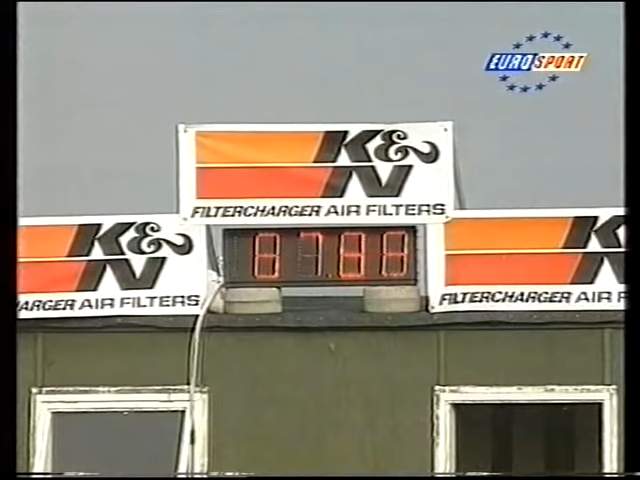 EUROSPORT
K&N
FILTERCHARGER AIR FILTERS
K&N
ARGER AIR FILTERS
K
FILTERCHARGER AIR